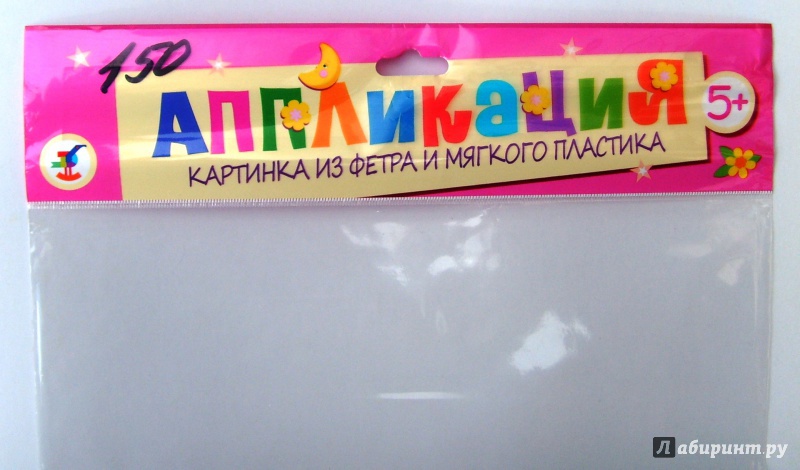 150
АППЛИКАЦИЯ
5+
КАРТИНКА ИЗ ФЕТРА И МЯГКОГО ПЛАСТИКА
Лабиринт.ру